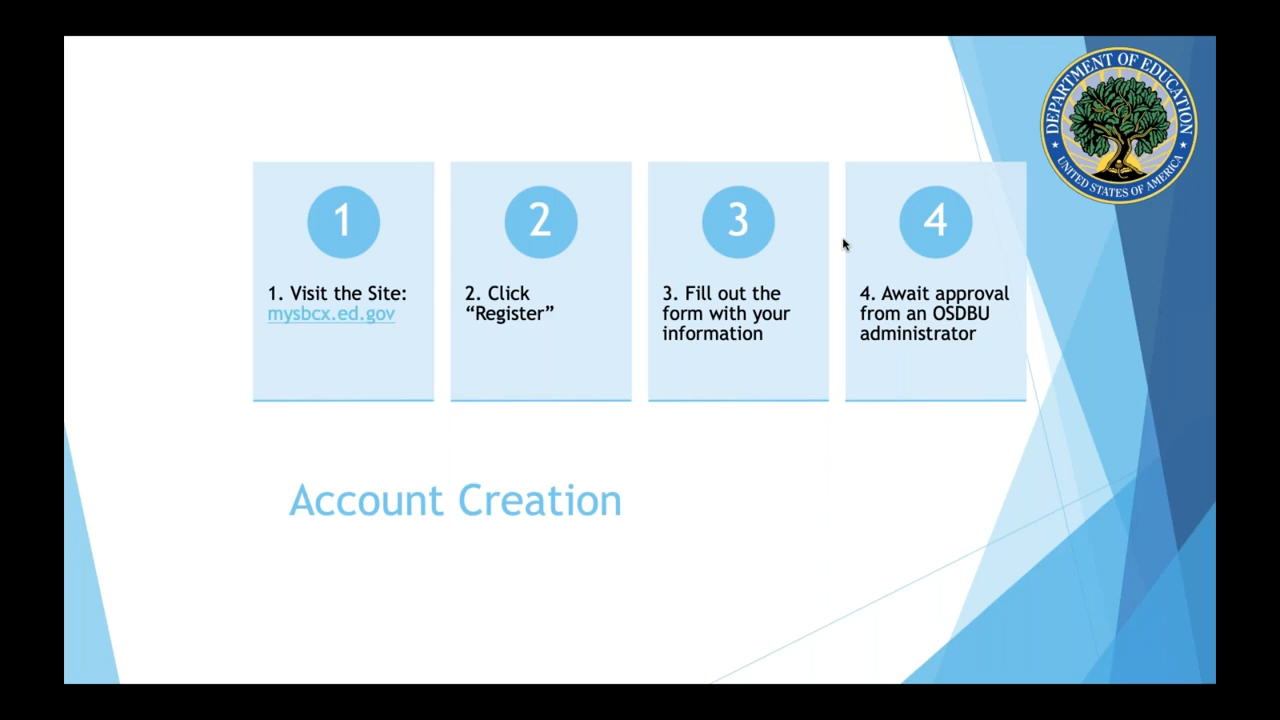 DEPARTMENT OF EDUCATION
UNITED STATES OF AMERICA
1
1. Visit the Site:
mysbcx.ed.gov
2
2. Click
“Register”
3
3. Fill out the
form with your
information
4
4. Await approval
from an OSDBU
administrator
Account Creation